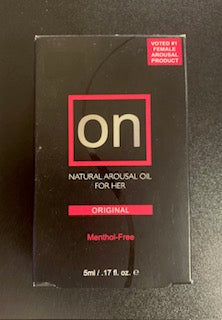 VOTED #1
FEMALE
AROUSAL
PRODUCT
on
NATURAL AROUSAL OIL
FOR HER
ORIGINAL
Menthol-Free
5ml / .17 fl. oz. e